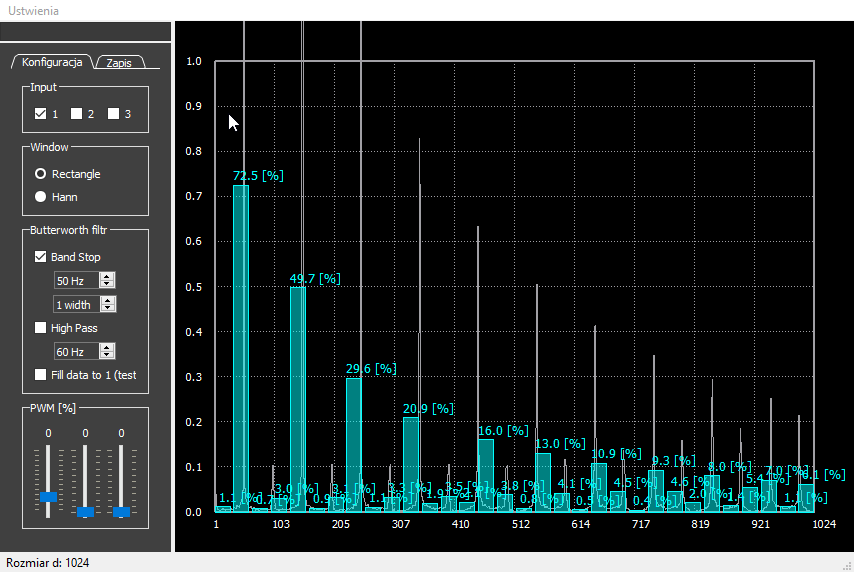 Ustwienia
Konfiguracja
Zapis
Input
1
2
3
Window
Rectangle
Hann
Butterworth filtr
Band Stop
50 Hz
1 width
High Pass
60 Hz
Fill data to 1 (test
PWM [%]
0 0 0
1.0
0.9
0.8
0.7
0.6
0.5
0.4
0.3
0.2
0.1
0.0
72.5 [%]
49.7 [%]
29.6 [%]
20.9 [%]
16.0 [%]
13.0 [%]
10.9 [%]
9.3 [%]
8.0 [%]
7.0 [%]
6.1 [%]
1 103 205 307 410 512 614 717 819 921 1024
Rozmiar d: 1024